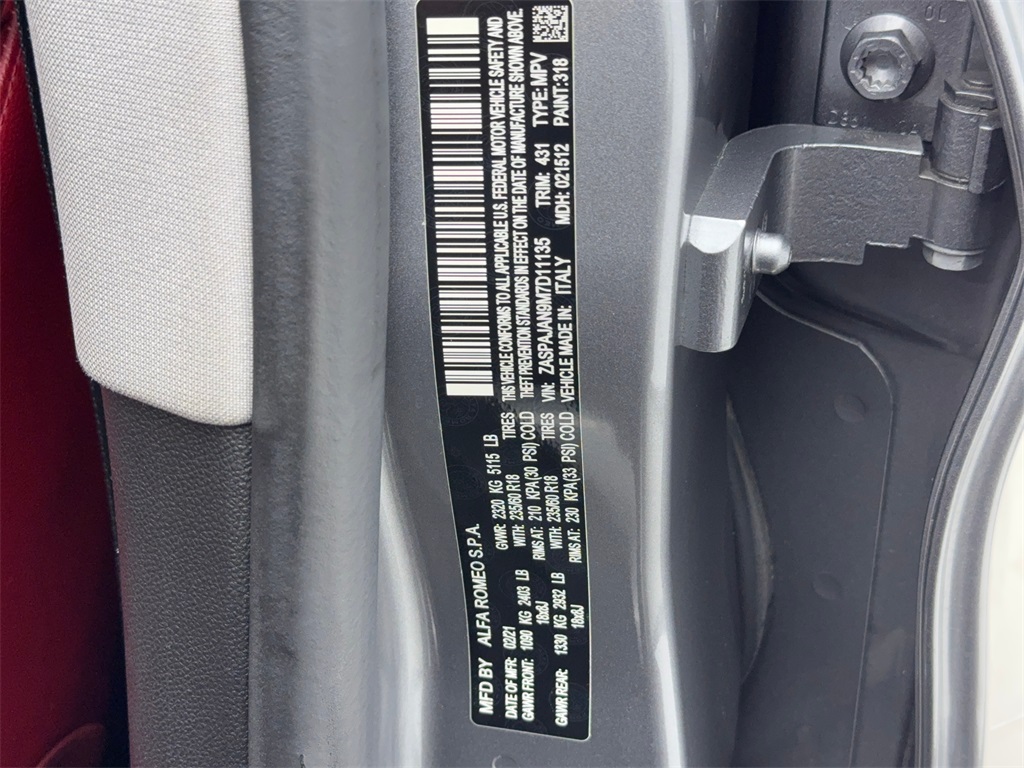 MFD BY ALFA ROMEO S.P.A.
DATE OF MFR: 02/21 GVWR: 2320 KG 5115 LB
GAWR FRONT: 1090 KG 2403 LB WITH: 235/60 R18 TIRES
18x8J RIMS AT: 210 KPA(30 PSI) COLD
GAWR REAR: 1330 KG 2932 LB WITH: 235/60 R18 TIRES
18x8J RIMS AT: 230 KPA(33 PSI) COLD
THIS VEHICLE CONFORMS TO ALL APPLICABLE U.S. FEDERAL MOTOR VEHICLE SAFETY AND
THEFT PREVENTION STANDARDS IN EFFECT ON THE DATE OF MANUFACTURE SHOWN ABOVE.
VIN: ZASPAJAN9M7D11135 TRIM: 431 TYPE: MPV
VEHICLE MADE IN: ITALY MDH: 021512 PAINT: 318